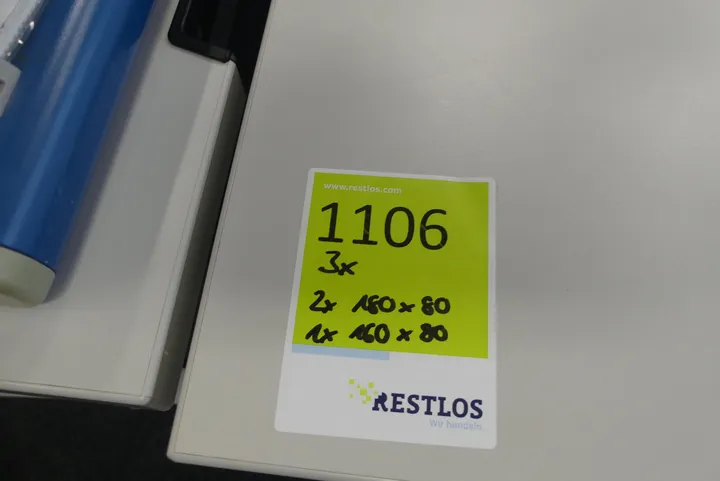 www.restlos.com
1106
3x
2x 180 x 80
1x 160 x 80
RESTLOS
Wir handeln.